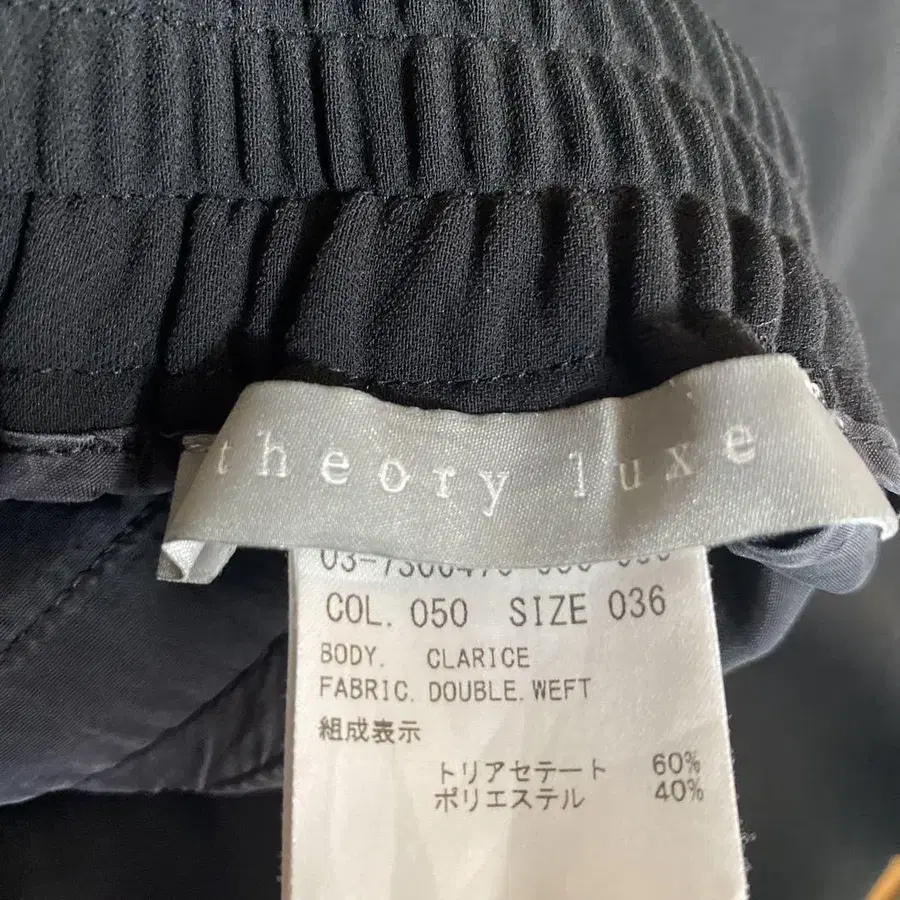 theory luxe
COL. 050 SIZE 036
BODY. CLARICE
FABRIC. DOUBLE. WEFT
組成表示
トリアセテート 60%
ポリエステル 40%